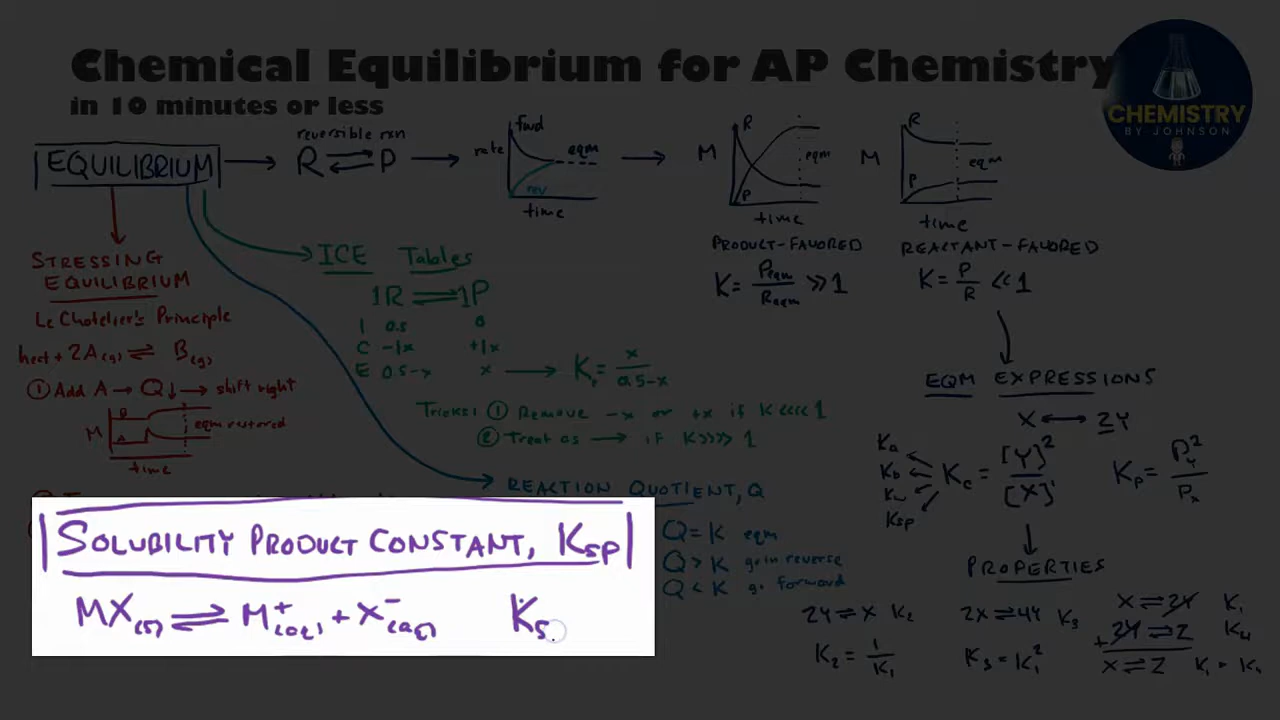 Chemical Equilibrium for AP Chemistry
in 10 minutes or less
CHEMISTRY
BY JOHNSON
EQUILIBRIUM
reversible rxn
R ⇌ P
rate
fwd
eqm
rev
time
M
R
eqm
P
time
M
R
eqm
P
time
PRODUCT-FAVORED
K = Peqm / Reqm >> 1
REACTANT-FAVORED
K = P / R << 1
STRESSING
EQUILIBRIUM
Le Chatelier's Principle
heat + 2A(g) ⇌ B(g)
① Add A → Q↓ → shift right
M
B
A
eqm restored
time
ICE Tables
1R ⇌ 1P
I 0.5 0
C -1x +1x
E 0.5-x x → Kc = x / 0.5-x
Tricks: ① Remove -x or +x if K <<<< 1
② Treat as → if K >>>> 1
REACTION QUOTIENT, Q
Q = K eqm
Q > K go in reverse
Q < K go forward
EQM EXPRESSIONS
X ⟷ 2Y
Ka
Kb
Kw
Ksp
Kc = [Y]² / [X]¹
Kp = P²Y / PX
PROPERTIES
2Y ⇌ X K2
K2 = 1 / K1
2X ⇌ 4Y K3
K3 = K1²
X ⇌ 2Y K1
+ 2Y ⇌ Z K4
X ⇌ Z K1 · K4
SOLUBILITY PRODUCT CONSTANT, Ksp
MX(s) ⇌ M⁺(aq) + X⁻(aq) Ks